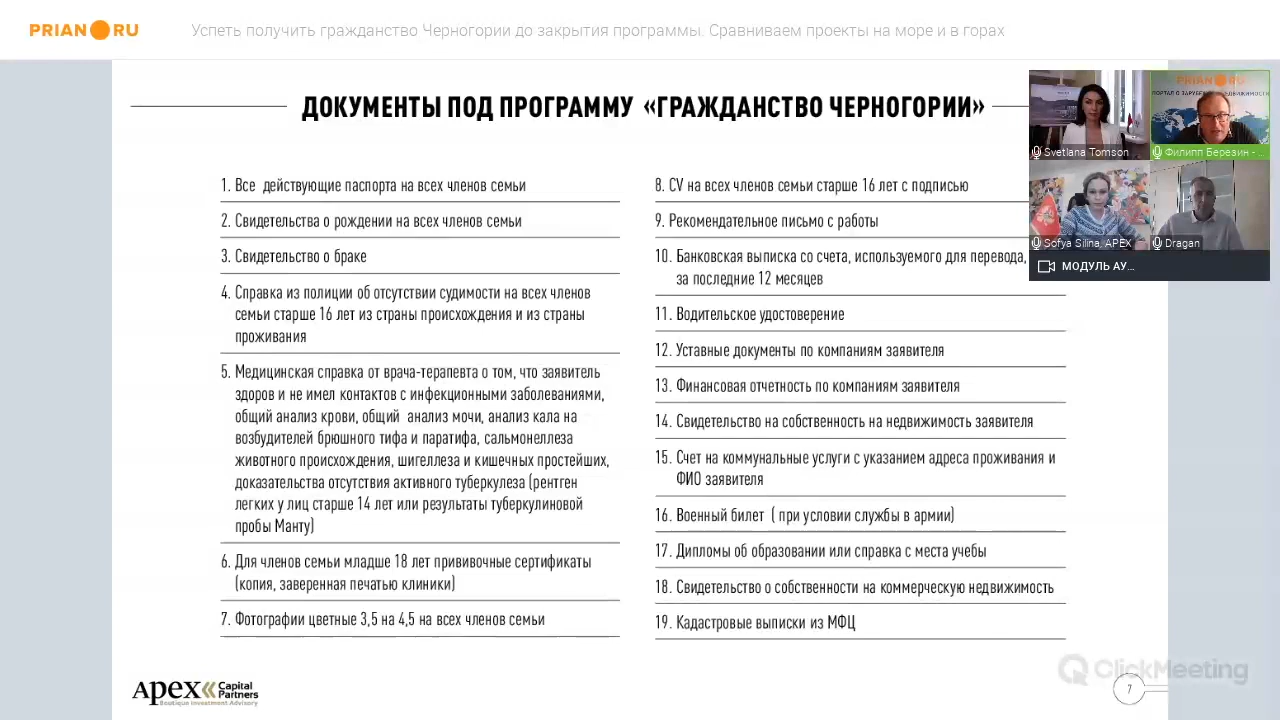 PRIAN RU
Успеть получить гражданство Черногории до закрытия программы. Сравниваем проекты на море и в горах
ДОКУМЕНТЫ ПОД ПРОГРАММУ «ГРАЖДАНСТВО ЧЕРНОГОРИИ»
1. Все действующие паспорта на всех членов семьи
2. Свидетельства о рождении на всех членов семьи
3. Свидетельство о браке
4. Справка из полиции об отсутствии судимости на всех членов
семьи старше 16 лет из страны происхождения и из страны
проживания
5. Медицинская справка от врача-терапевта о том, что заявитель
здоров и не имел контактов с инфекционными заболеваниями,
общий анализ крови, общий анализ мочи, анализ кала на
возбудителей брюшного тифа и паратифа, сальмонеллеза
животного происхождения, шигеллеза и кишечных простейших,
доказательства отсутствия активного туберкулеза (рентген
легких у лиц старше 14 лет или результаты туберкулиновой
пробы Манту)
6. Для членов семьи младше 18 лет прививочные сертификаты
(копия, заверенная печатью клиники)
7. Фотографии цветные 3,5 на 4,5 на всех членов семьи
8. CV на всех членов семьи старше 16 лет с подписью
9. Рекомендательное письмо с работы
10. Банковская выписка со счета, используемого для перевода,
за последние 12 месяцев
11. Водительское удостоверение
12. Уставные документы по компаниям заявителя
13. Финансовая отчетность по компаниям заявителя
14. Свидетельство на собственность на недвижимость заявителя
15. Счет на коммунальные услуги с указанием адреса проживания и
ФИО заявителя
16. Военный билет ( при условии службы в армии)
17. Дипломы об образовании или справка с места учебы
18. Свидетельство о собственности на коммерческую недвижимость
19. Кадастровые выписки из МФЦ
PRIAN RU
ПОРТАЛ О ЗАРУБЕЖ НЕДВИЖИМОСТИ
Svetlana Tomson
Филипп Березин - ...
Sofya Silina, APEX
Dragan
МОДУЛЬ АУ...
Apex Capital Partners
Boutique Investment Advisory
ClickMeeting
7